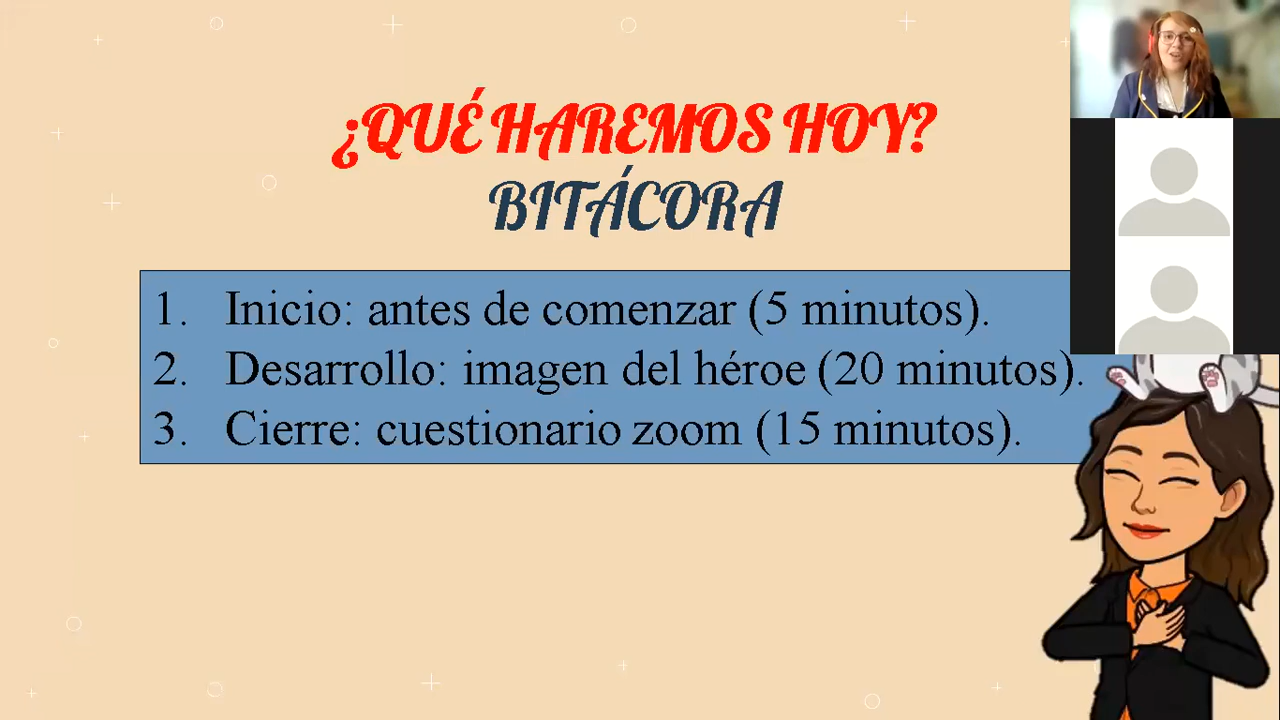 ¿QUÉ HAREMOS HOY?
BITÁCORA
1. Inicio: antes de comenzar (5 minutos).
2. Desarrollo: imagen del héroe (20 minutos).
3. Cierre: cuestionario zoom (15 minutos).